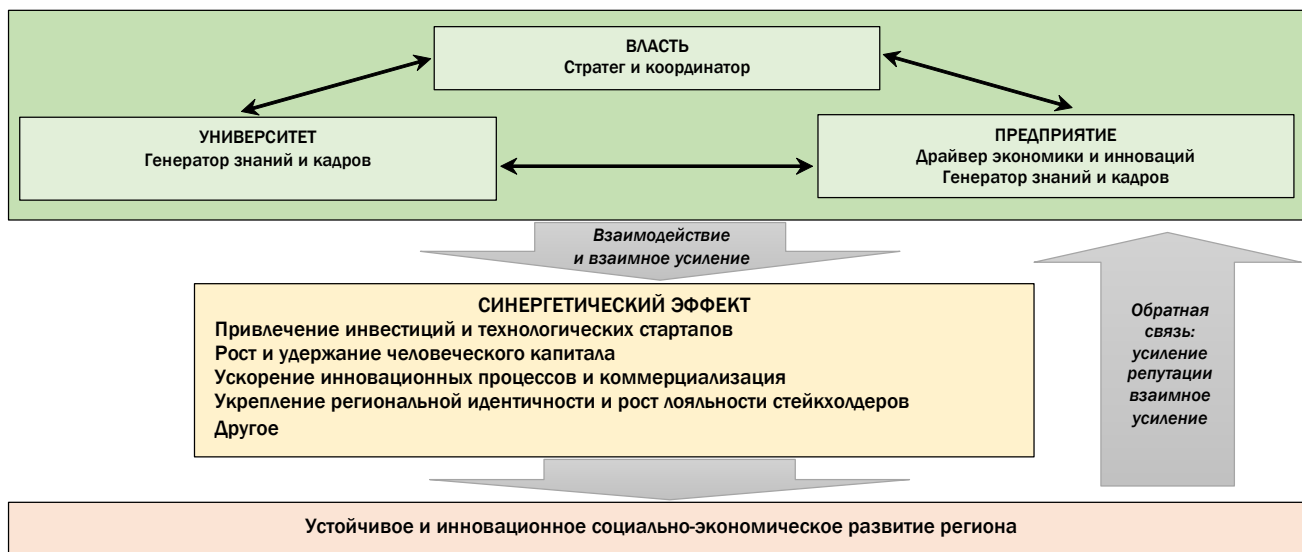 ВЛАСТЬ
Стратег и координатор
УНИВЕРСИТЕТ
Генератор знаний и кадров
ПРЕДПРИЯТИЕ
Драйвер экономики и инноваций
Генератор знаний и кадров
Взаимодействие
и взаимное усиление
СИНЕРГЕТИЧЕСКИЙ ЭФФЕКТ
Привлечение инвестиций и технологических стартапов
Рост и удержание человеческого капитала
Ускорение инновационных процессов и коммерциализация
Укрепление региональной идентичности и рост лояльности стейкхолдеров
Другое
Обратная
связь:
усиление
репутации
взаимное
усиление
Устойчивое и инновационное социально-экономическое развитие региона